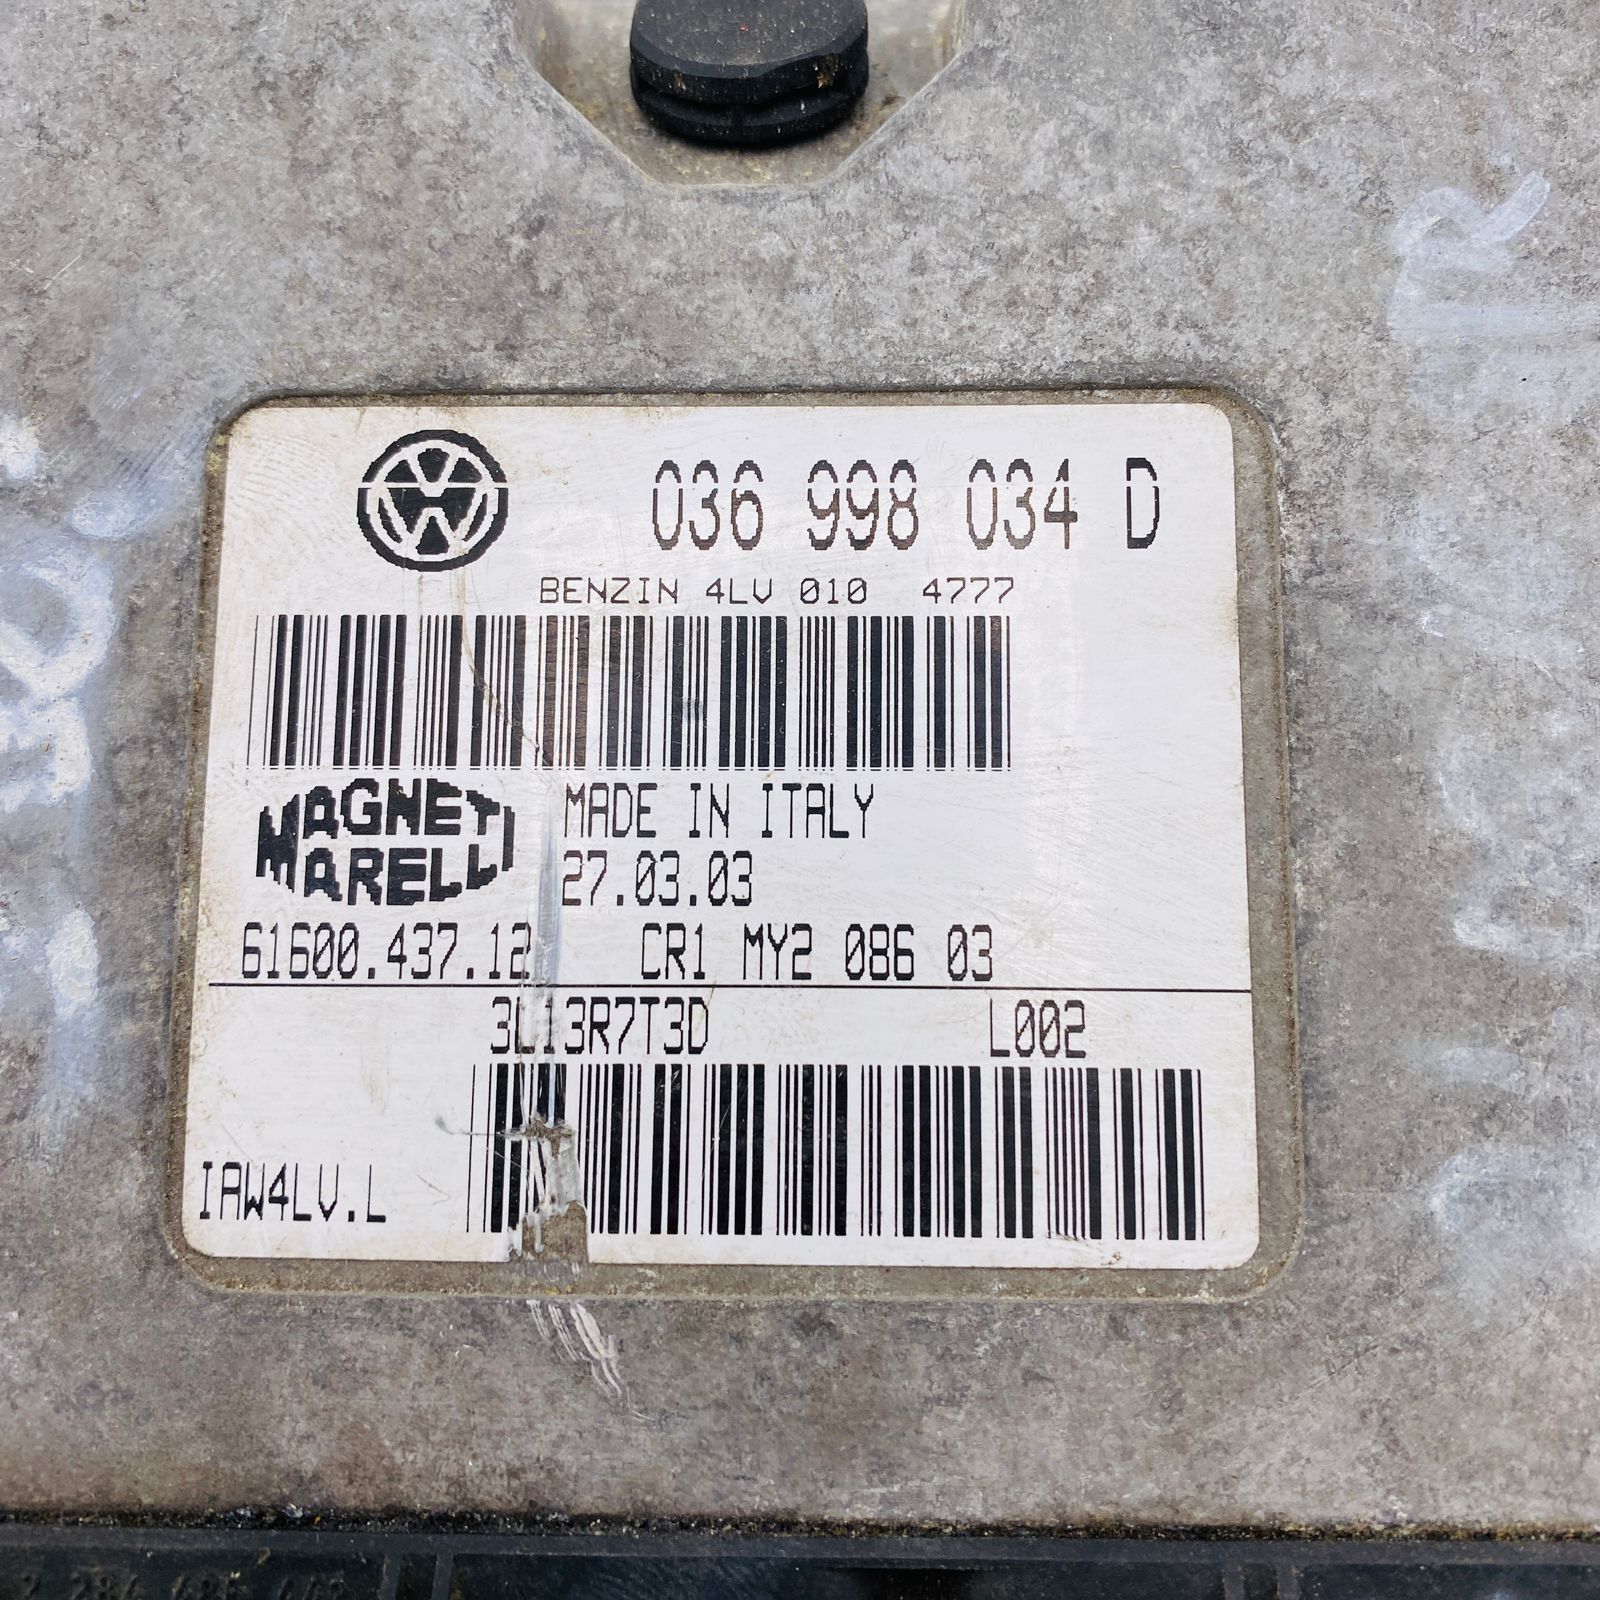 036 998 034 D
BENZIN 4LV 010 4777
MAGNETI
MARELLI
MADE IN ITALY
27.03.03
61600.437.12 CR1 MY2 086 03
3L13R7T3D L002
IAW4LV.L